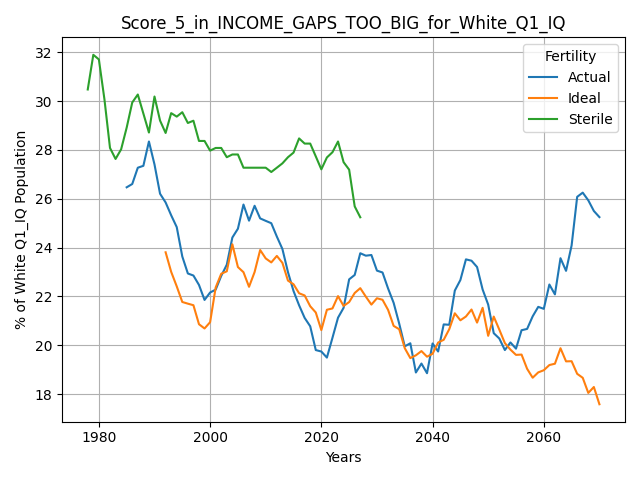 Score_5_in_INCOME_GAPS_TOO_BIG_for_White_Q1_IQ
Fertility
Actual
Ideal
Sterile
% of White Q1_IQ Population
32
30
28
26
24
22
20
18
1980
2000
2020
2040
2060
Years